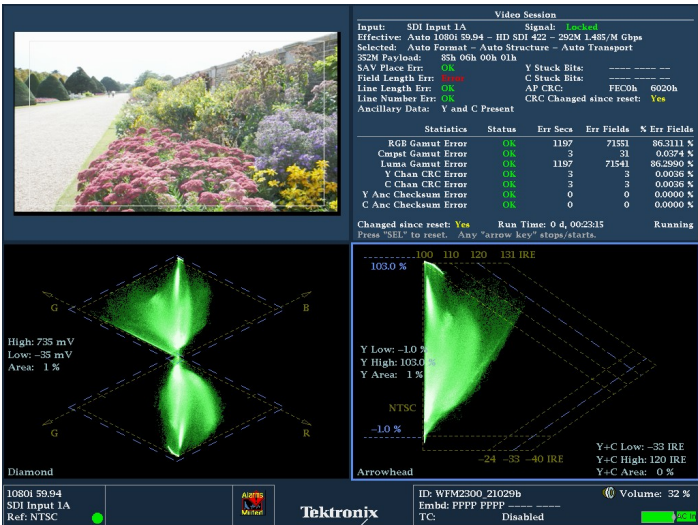 Video Session
Input: SDI Input 1A Signal: Locked
Effective: Auto 1080i 59.94 – HD SDI 422 – 292M 1.485/M Gbps
Selected: Auto Format – Auto Structure – Auto Transport
352M Payload: 85h 06h 00h 01h
SAV Place Err: OK Y Stuck Bits: ---- ---- --
Field Length Err: Error C Stuck Bits: ---- ---- --
Line Length Err: OK AP CRC: FEC0h 6020h
Line Number Err: OK CRC Changed since reset: Yes
Ancillary Data: Y and C Present
Statistics Status Err Secs Err Fields % Err Fields
RGB Gamut Error OK 1197 71551 86.3111 %
Cmpst Gamut Error OK 3 31 0.0374 %
Luma Gamut Error OK 1197 71541 86.2990 %
Y Chan CRC Error OK 3 3 0.0036 %
C Chan CRC Error OK 3 3 0.0036 %
Y Anc Checksum Error OK 0 0 0.0000 %
C Anc Checksum Error OK 0 0 0.0000 %
Changed since reset: Yes Run Time: 0 d, 00:23:15 Running
Press "SEL" to reset. Any "arrow key" stops/starts.
G B
High: 735 mV
Low: –35 mV
Area: 1 %
G R
Diamond
100 110 120 131 IRE
103.0 %
Y Low: –1.0 %
Y High: 103.0 %
Y Area: 1 %
NTSC
–1.0 %
–24 –33 –40 IRE
Y+C Low: –33 IRE
Y+C High: 120 IRE
Y+C Area: 0 %
Arrowhead
1080i 59.94
SDI Input 1A
Ref: NTSC
Alarms
Muted
Tektronix
ID: WFM2300_21029b
Embd: PPPP PPPP ---- ----
TC: Disabled
Volume: 32 %